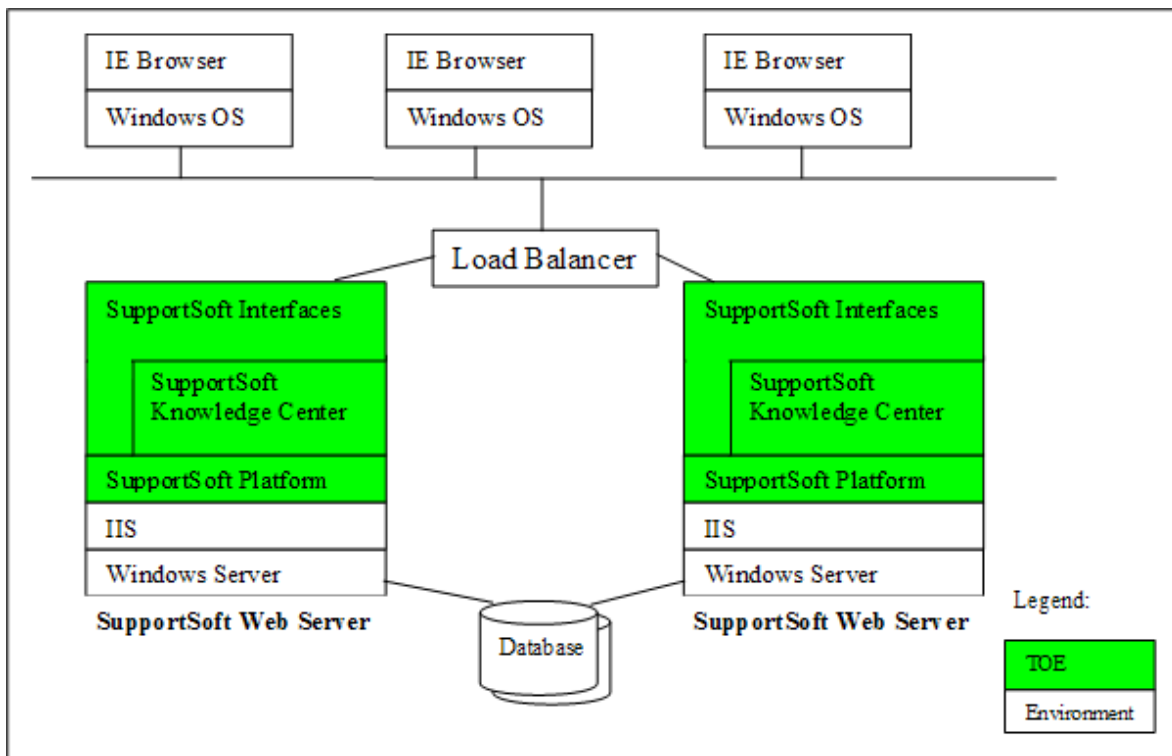 IE Browser
Windows OS
IE Browser
Windows OS
IE Browser
Windows OS
Load Balancer
SupportSoft Interfaces
SupportSoft
Knowledge Center
SupportSoft Platform
IIS
Windows Server
SupportSoft Web Server
SupportSoft Interfaces
SupportSoft
Knowledge Center
SupportSoft Platform
IIS
Windows Server
SupportSoft Web Server
Database
Legend:
TOE
Environment